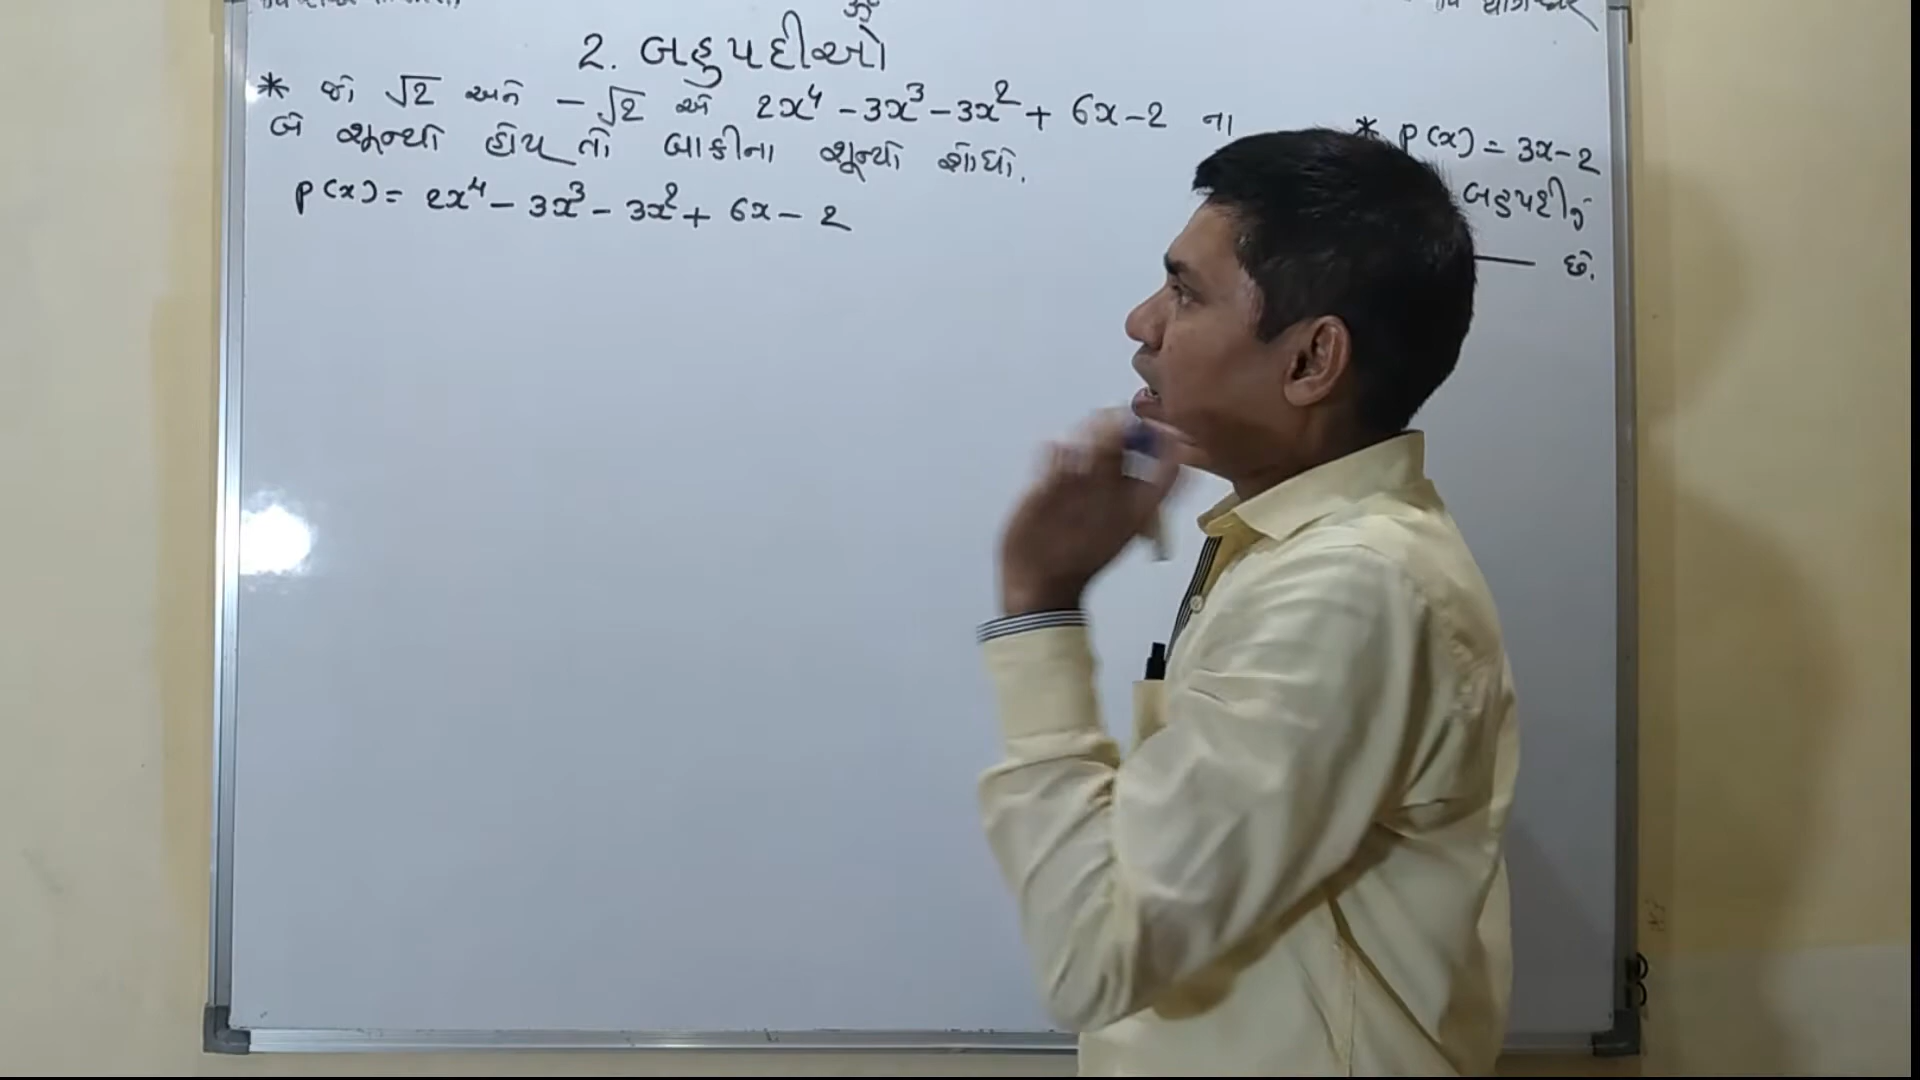 ૐ
2. બહુપદીઓ
* જો √2 અને -√2 એ 2x⁴ - 3x³ - 3x² + 6x - 2 ના
બે શૂન્યો હોય તો બાકીના શૂન્યો શોધો.
p(x) = 2x⁴ - 3x³ - 3x² + 6x - 2
* p(x) = 3x - 2
બહુપદીનું
છે.